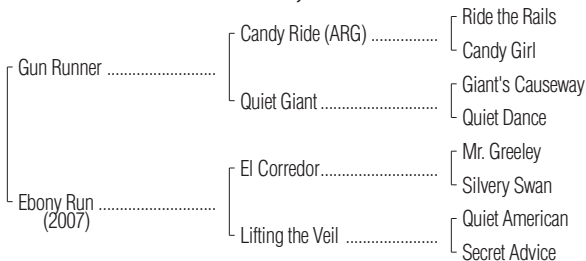 Ride the Rails
Candy Ride (ARG) ................
Candy Girl
Gun Runner ..........................
Giant's Causeway
Quiet Giant............................
Quiet Dance
Mr. Greeley
El Corredor............................
Silvery Swan
Ebony Run ............................
(2007)
Quiet American
Lifting the Veil ......................
Secret Advice